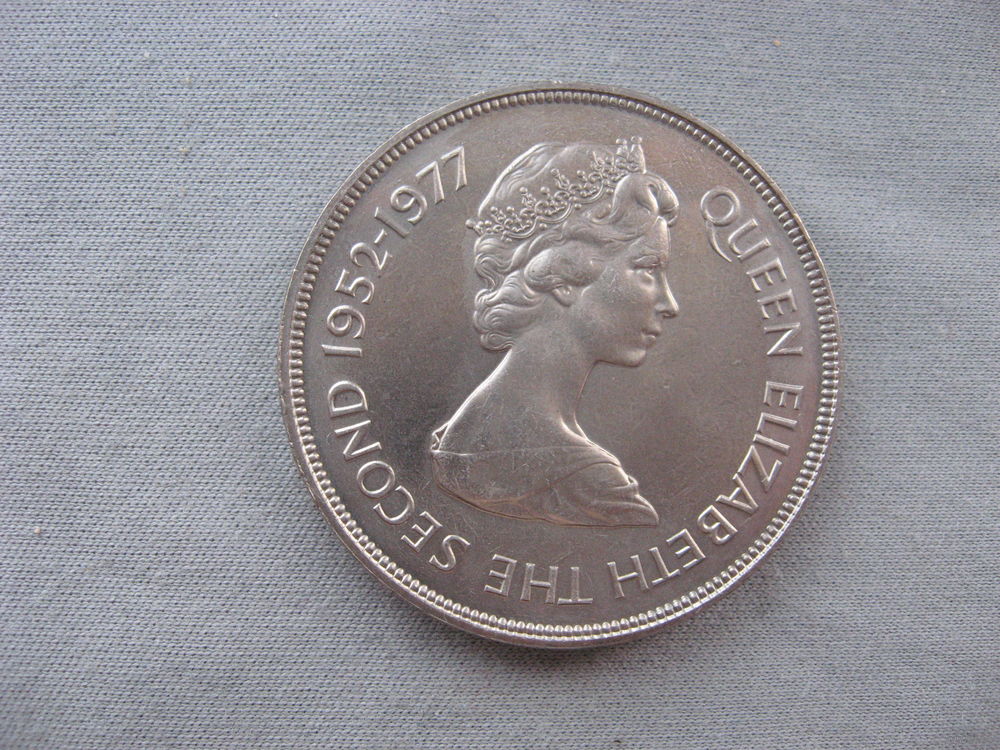 QUEEN ELIZABETH THE SECOND 1952-1977